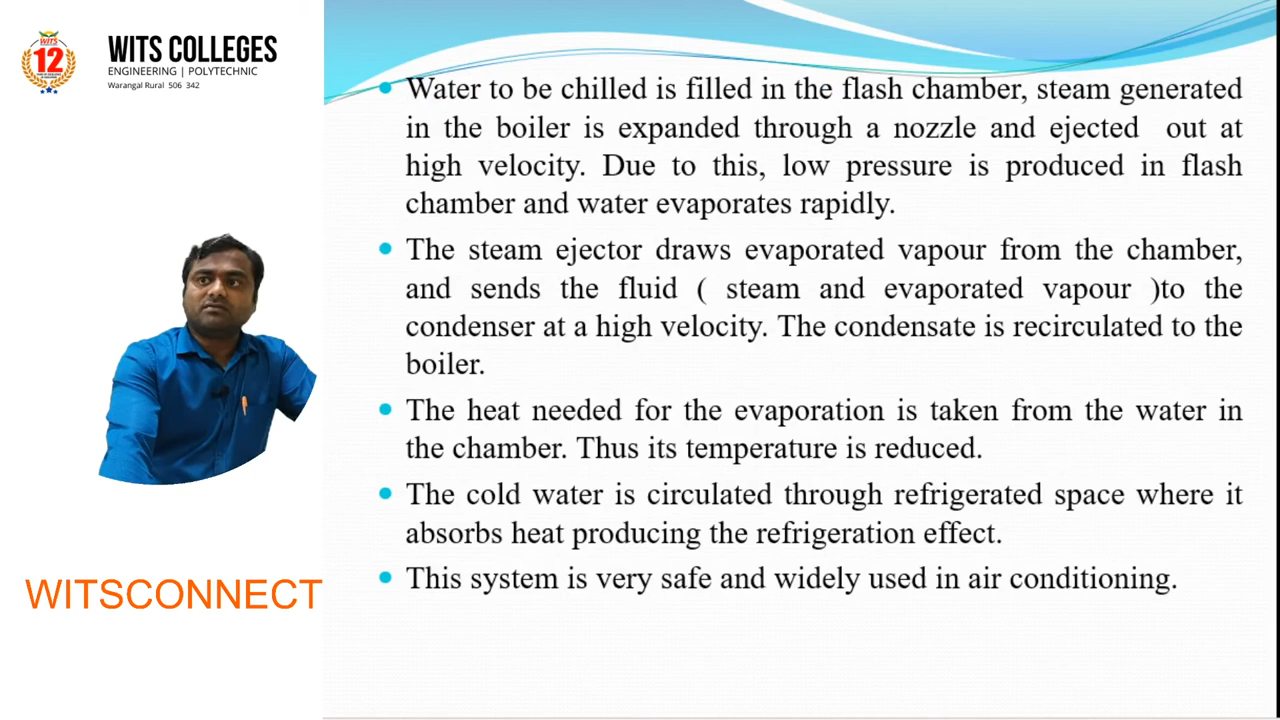 WITS
12
WITS COLLEGES
ENGINEERING | POLYTECHNIC
Warangal Rural 506 342
WITSCONNECT
• Water to be chilled is filled in the flash chamber, steam generated
in the boiler is expanded through a nozzle and ejected out at
high velocity. Due to this, low pressure is produced in flash
chamber and water evaporates rapidly.
• The steam ejector draws evaporated vapour from the chamber,
and sends the fluid ( steam and evaporated vapour )to the
condenser at a high velocity. The condensate is recirculated to the
boiler.
• The heat needed for the evaporation is taken from the water in
the chamber. Thus its temperature is reduced.
• The cold water is circulated through refrigerated space where it
absorbs heat producing the refrigeration effect.
• This system is very safe and widely used in air conditioning.